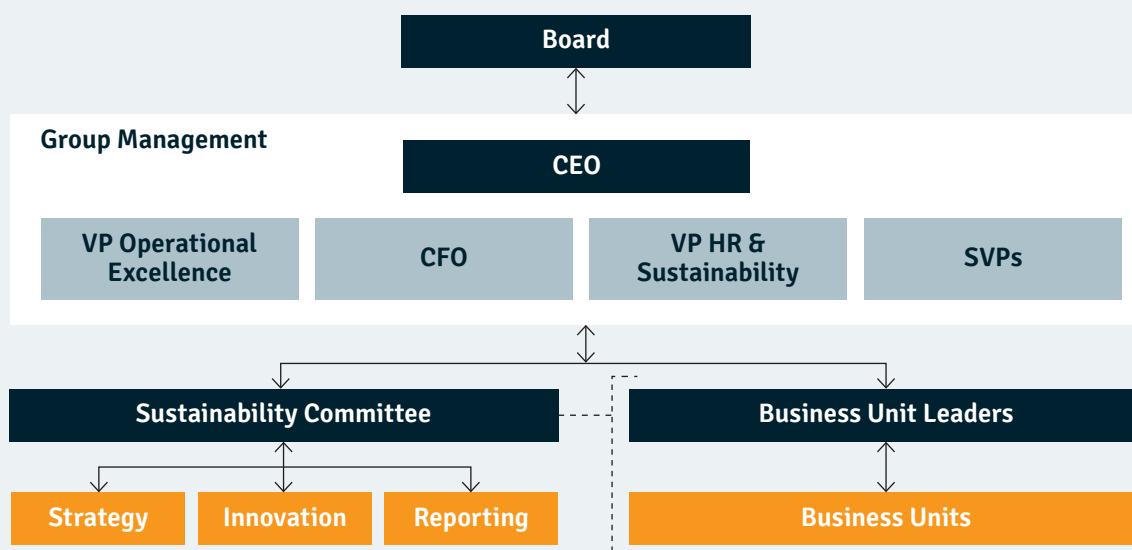 Board
Group Management
CEO
VP Operational
Excellence
CFO
VP HR &
Sustainability
SVPs
Sustainability Committee
Business Unit Leaders
Strategy
Innovation
Reporting
Business Units